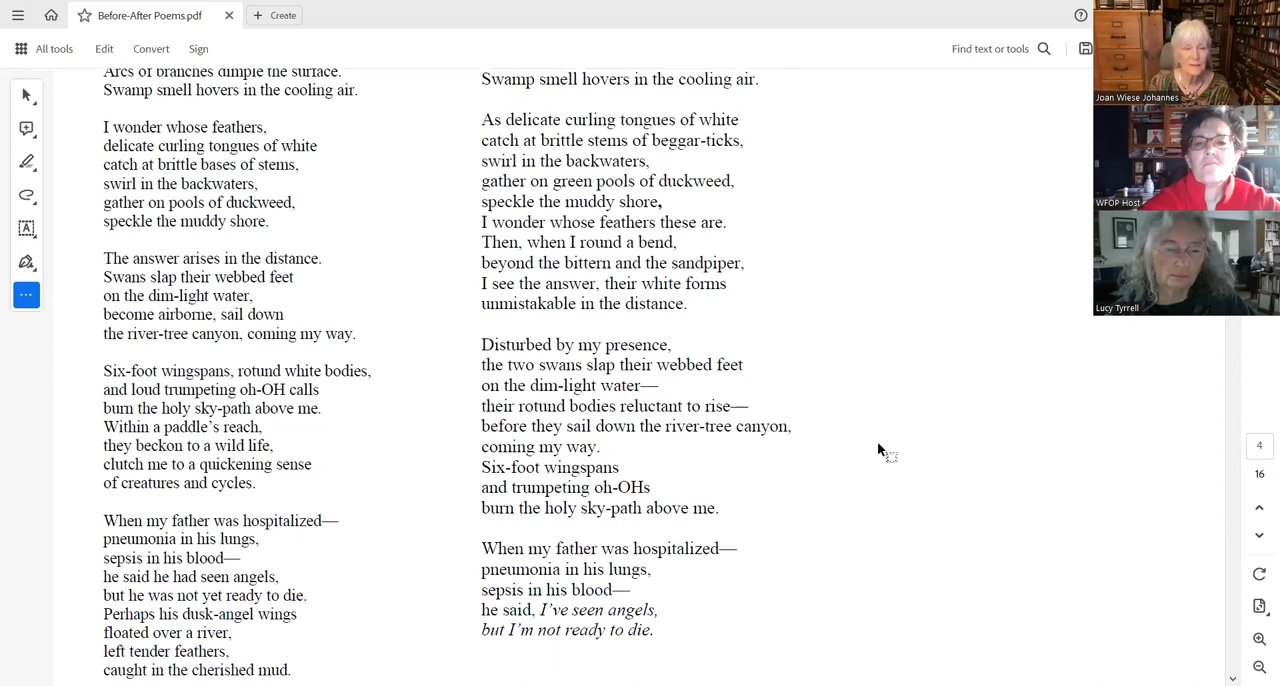 Before-After Poems.pdf
Create
All tools
Edit
Convert
Sign
Find text or tools
Arcs of branches dimple the surface.
Swamp smell hovers in the cooling air.
I wonder whose feathers,
delicate curling tongues of white
catch at brittle bases of stems,
swirl in the backwaters,
gather on pools of duckweed,
speckle the muddy shore.
The answer arises in the distance.
Swans slap their webbed feet
on the dim-light water,
become airborne, sail down
the river-tree canyon, coming my way.
Six-foot wingspans, rotund white bodies,
and loud trumpeting oh-OH calls
burn the holy sky-path above me.
Within a paddle's reach,
they beckon to a wild life,
clutch me to a quickening sense
of creatures and cycles.
When my father was hospitalized—
pneumonia in his lungs,
sepsis in his blood—
he said he had seen angels,
but he was not yet ready to die.
Perhaps his dusk-angel wings
floated over a river,
left tender feathers,
caught in the cherished mud.
Swamp smell hovers in the cooling air.
As delicate curling tongues of white
catch at brittle stems of beggar-ticks,
swirl in the backwaters,
gather on green pools of duckweed,
speckle the muddy shore,
I wonder whose feathers these are.
Then, when I round a bend,
beyond the bittern and the sandpiper,
I see the answer, their white forms
unmistakable in the distance.
Disturbed by my presence,
the two swans slap their webbed feet
on the dim-light water—
their rotund bodies reluctant to rise—
before they sail down the river-tree canyon,
coming my way.
Six-foot wingspans
and trumpeting oh-OHs
burn the holy sky-path above me.
When my father was hospitalized—
pneumonia in his lungs,
sepsis in his blood—
he said, I've seen angels,
but I'm not ready to die.
Joan Wiese Johannes
WFOP Host
Lucy Tyrrell
4
16